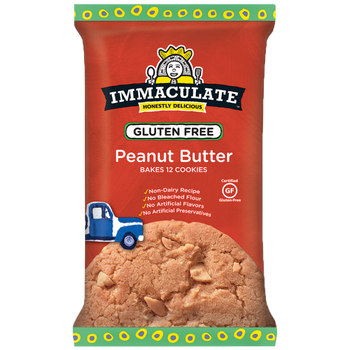 IMMACULATE
HONESTLY DELICIOUS.
GLUTEN FREE
Peanut Butter
BAKES 12 COOKIES
✓Non-Dairy Recipe
✓No Bleached Flour
✓No Artificial Flavors
✓No Artificial Preservatives
Certified
GF
Gluten-Free